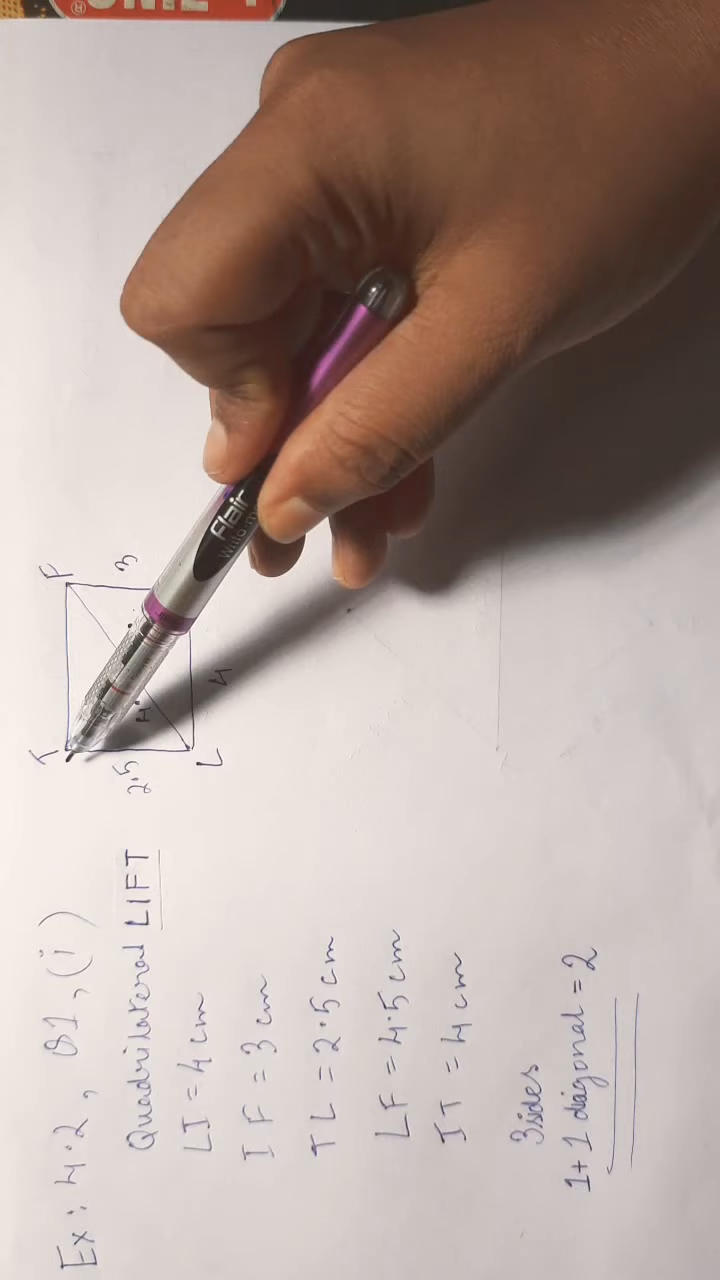 Ex: 4.2, Q1, (i)
Quadrilateral LIFT
LI = 4 cm
IF = 3 cm
TL = 2.5 cm
LF = 4.5 cm
IT = 4 cm
3 sides
1+1 diagonal = 2
T
F
2.5
3
4
L
Flair